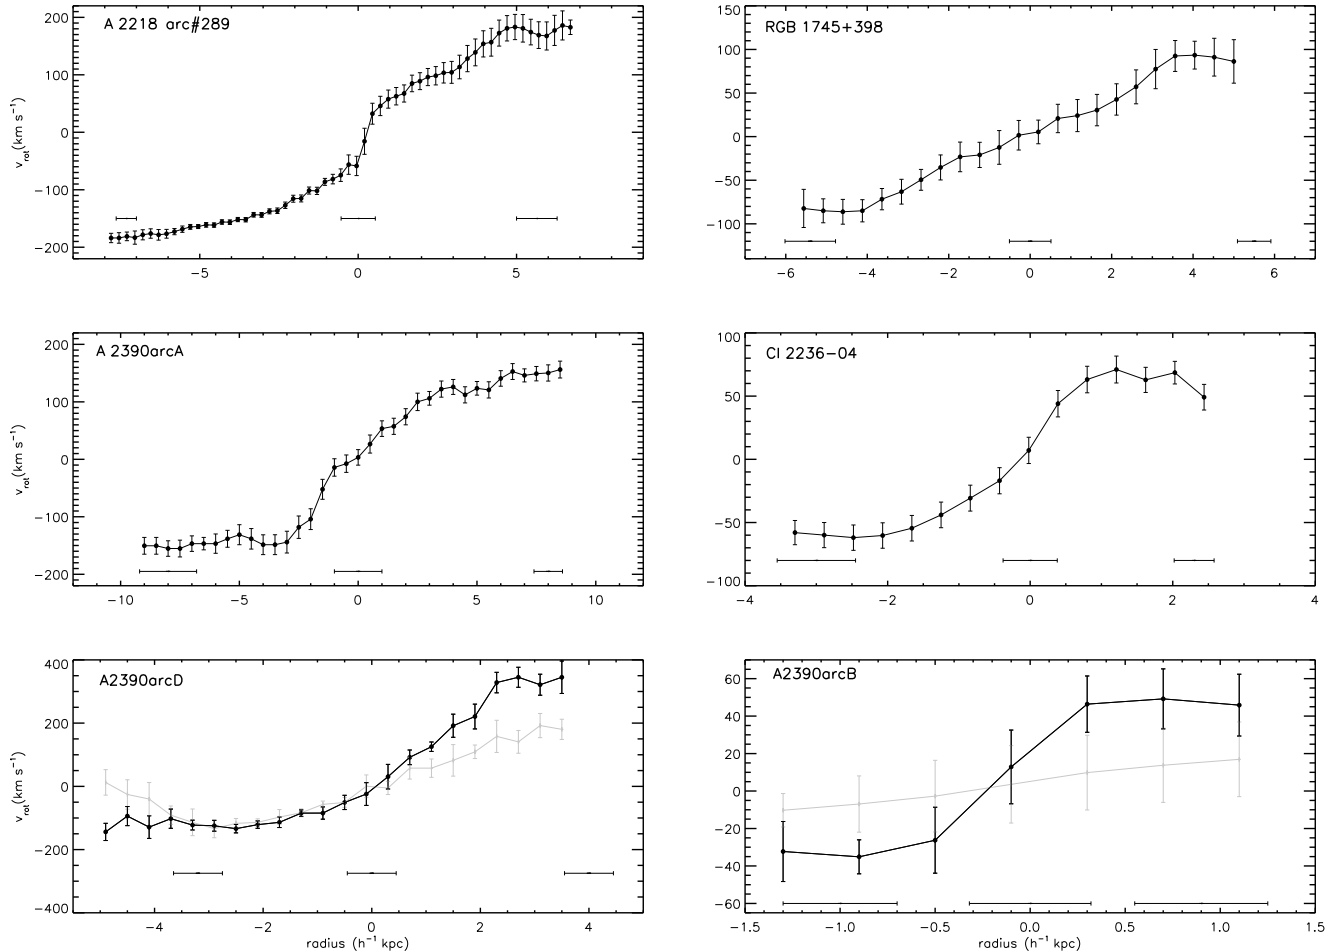 A 2218 arc#289
200
100
0
−100
−200
v_rot(km s⁻¹)
−5 0 5
RGB 1745+398
150
100
50
0
−50
−100
−6 −4 −2 0 2 4 6
A 2390arcA
200
100
0
−100
−200
v_rot(km s⁻¹)
−10 −5 0 5 10
Cl 2236−04
100
50
0
−50
−100
−4 −2 0 2 4
A2390arcD
400
200
0
−200
−400
v_rot(km s⁻¹)
−4 −2 0 2 4
radius (h⁻¹ kpc)
A2390arcB
60
40
20
0
−20
−40
−60
−1.5 −1.0 −0.5 0.0 0.5 1.0 1.5
radius (h⁻¹ kpc)